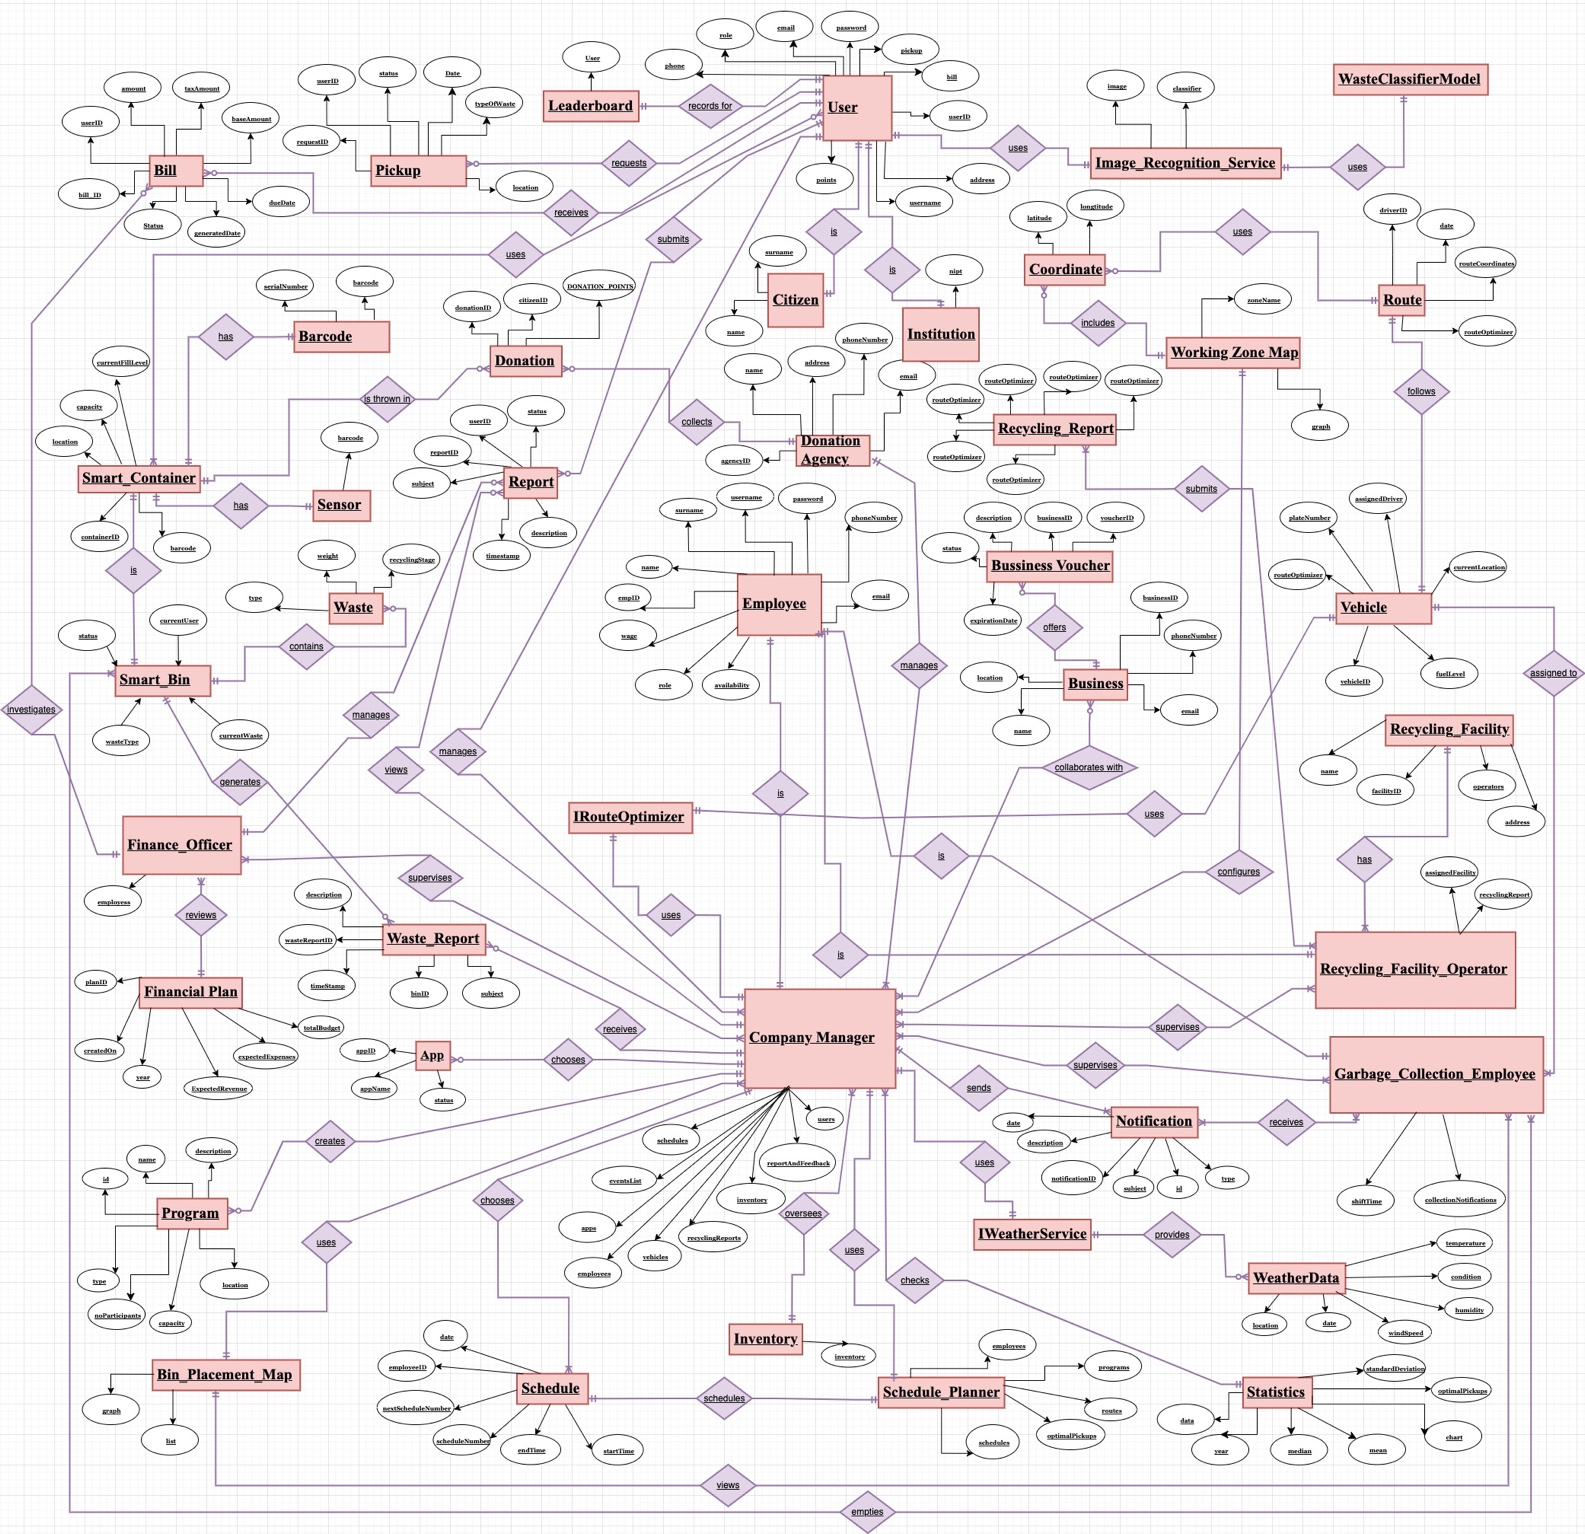 role
email
password
pickup
phone
bill
userID
User
points
username
address
User
Leaderboard
records for
WasteClassifierModel
image
classifier
uses
Image_Recognition_Service
uses
amount
taxAmount
userID
baseAmount
Bill
bill_ID
Status
generatedDate
dueDate
userID
status
Date
typeOfWaste
requestID
Pickup
location
requests
receives
uses
submits
is
is
surname
Citizen
name
nipt
Institution
latitude
longtitude
Coordinate
uses
driverID
date
routeCoordinates
Route
routeOptimizer
includes
zoneName
Working Zone Map
graph
follows
serialNumber
barcode
Barcode
has
donationID
citizenID
DONATION_POINTS
Donation
is thrown in
collects
name
address
phoneNumber
email
Donation
Agency
agencyID
routeOptimizer
routeOptimizer
routeOptimizer
routeOptimizer
Recycling_Report
routeOptimizer
routeOptimizer
submits
currentFillLevel
capacity
location
Smart_Container
containerID
barcode
has
barcode
Sensor
is
userID
status
reportID
subject
Report
timestamp
description
surname
username
password
phoneNumber
name
empID
Employee
email
wage
role
availability
description
businessID
voucherID
status
Bussiness Voucher
expirationDate
offers
businessID
phoneNumber
location
Business
name
email
collaborates with
manages
plateNumber
assignedDriver
routeOptimizer
currentLocation
Vehicle
vehicleID
fuelLevel
assigned to
weight
recyclingStage
type
Waste
contains
status
currentUser
Smart_Bin
wasteType
currentWaste
investigates
generates
manages
views
manages
is
IRouteOptimizer
uses
uses
is
configures
Recycling_Facility
name
facilityID
operators
address
has
assignedFacility
recyclingReport
Recycling_Facility_Operator
Finance_Officer
employess
supervises
reviews
description
wasteReportID
Waste_Report
timeStamp
binID
subject
planID
Financial Plan
totalBudget
createdOn
year
ExpectedRevenue
expectedExpenses
is
receives
Company Manager
supervises
supervises
appID
App
appName
status
chooses
Garbage_Collection_Employee
shiftTime
collectionNotifications
sends
date
description
Notification
notificationID
subject
id
type
receives
creates
id
name
description
Program
type
noParticipants
capacity
location
schedules
users
reportAndFeedback
eventsList
inventory
apps
recyclingReports
vehicles
employees
chooses
uses
oversees
uses
checks
uses
IWeatherService
provides
temperature
WeatherData
condition
humidity
location
date
windSpeed
Inventory
inventory
Bin_Placement_Map
graph
list
date
employeeID
nextScheduleNumber
Schedule
scheduleNumber
endTime
startTime
schedules
employees
programs
Schedule_Planner
routes
optimalPickups
schedules
standardDeviation
Statistics
optimalPickups
data
year
median
mean
chart
views
empties